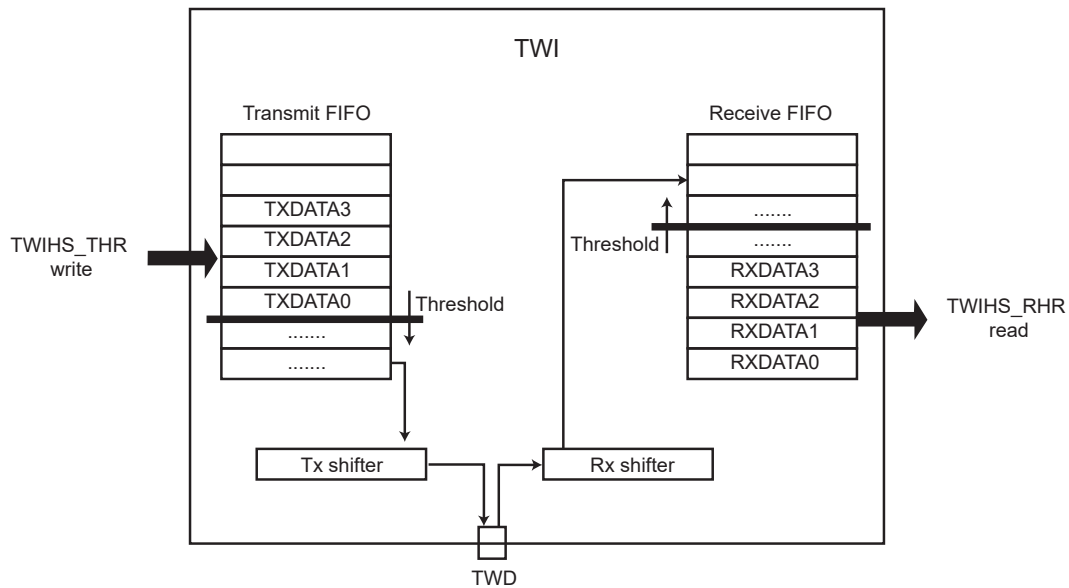 TWI
Transmit FIFO
Receive FIFO
TXDATA3
TXDATA2
TXDATA1
TXDATA0
.......
.......
TWIHS_THR
write
Threshold
.......
.......
RXDATA3
RXDATA2
RXDATA1
RXDATA0
Threshold
TWIHS_RHR
read
Tx shifter
Rx shifter
TWD